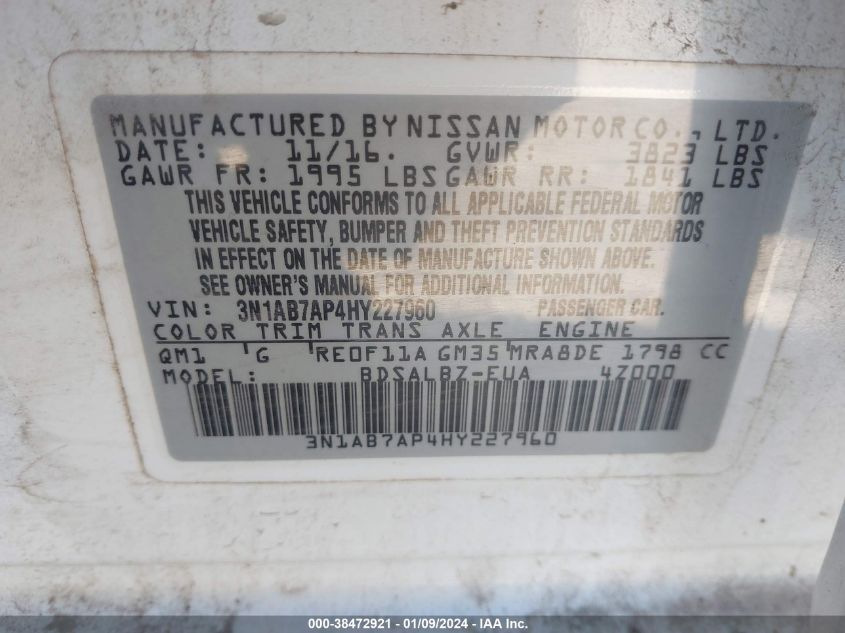 MANUFACTURED BY NISSAN MOTOR CO., LTD.
DATE: 11/16. GVWR: 3823 LBS
GAWR FR: 1995 LBS GAWR RR: 1841 LBS
THIS VEHICLE CONFORMS TO ALL APPLICABLE FEDERAL MOTOR
VEHICLE SAFETY, BUMPER AND THEFT PREVENTION STANDARDS
IN EFFECT ON THE DATE OF MANUFACTURE SHOWN ABOVE.
SEE OWNER'S MANUAL FOR ADDITIONAL INFORMATION.
VIN: 3N1AB7AP4HY227960 PASSENGER CAR.
COLOR TRIM TRANS AXLE ENGINE
QM1 'G 'RE0F11A GM35'MRA8DE 1798 CC
MODEL: BDSALBZ-EUA 4Z000
3N1AB7AP4HY227960
000-38472921 - 01/09/2024 - IAA Inc.